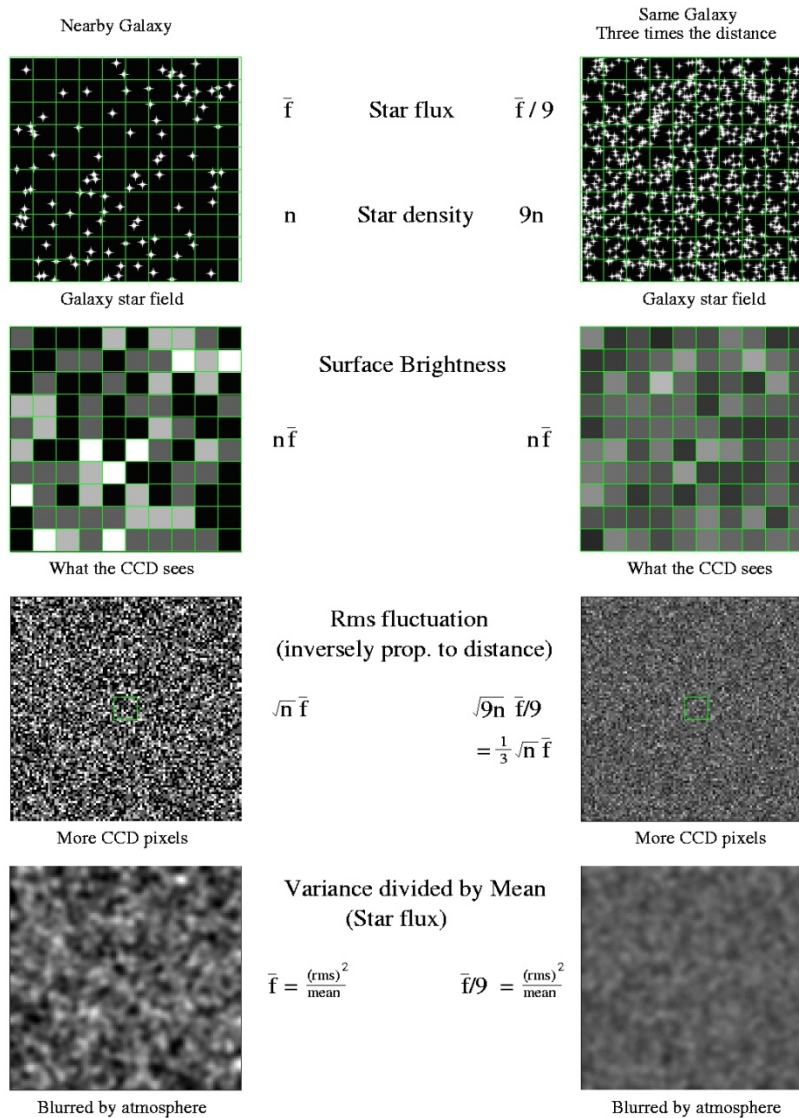 Nearby Galaxy
Same Galaxy
Three times the distance
f̄ Star flux f̄ / 9
n Star density 9n
Galaxy star field
Galaxy star field
Surface Brightness
n f̄
n f̄
What the CCD sees
What the CCD sees
Rms fluctuation
(inversely prop. to distance)
√n f̄
√9n f̄/9
= 1/3 √n f̄
More CCD pixels
More CCD pixels
Variance divided by Mean
(Star flux)
f̄ = (rms)²/mean
f̄/9 = (rms)²/mean
Blurred by atmosphere
Blurred by atmosphere